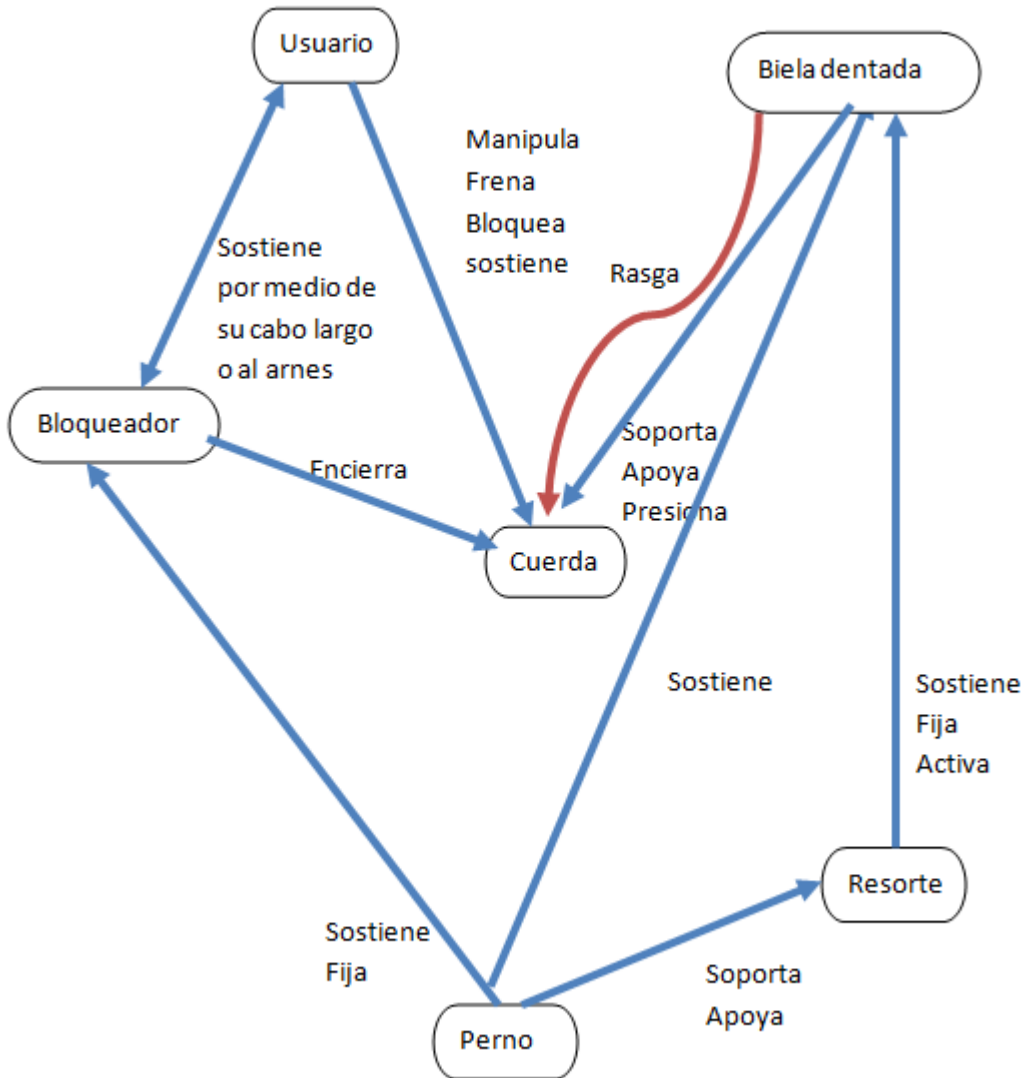 Usuario
Biela dentada
Manipula
Frena
Bloquea
sostiene
Rasga
Sostiene
por medio de
su cabo largo
o al arnes
Bloqueador
Encierra
Soporta
Apoya
Presiona
Cuerda
Sostiene
Sostiene
Fija
Activa
Resorte
Sostiene
Fija
Soporta
Apoya
Perno